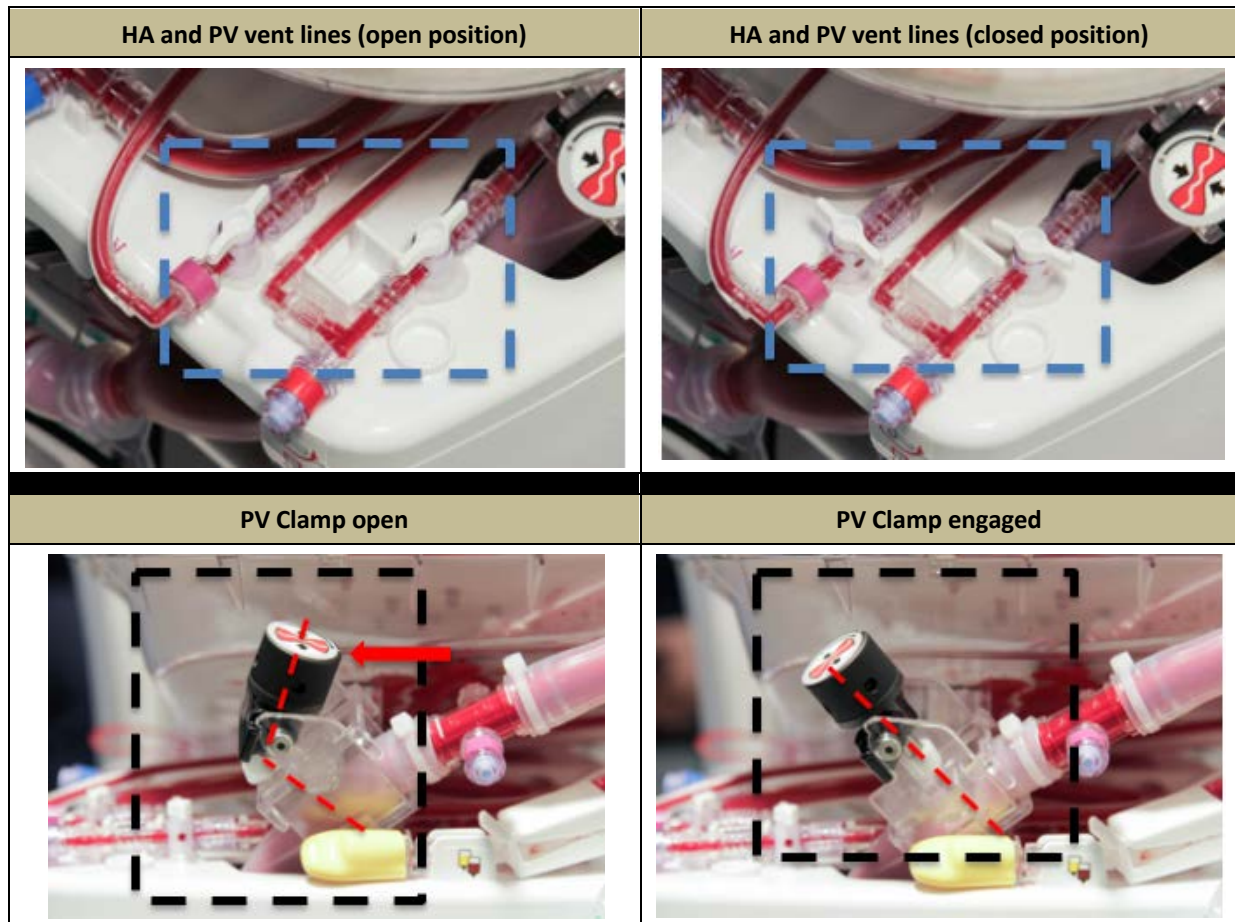 HA and PV vent lines (open position)
HA and PV vent lines (closed position)
PV Clamp open
PV Clamp engaged